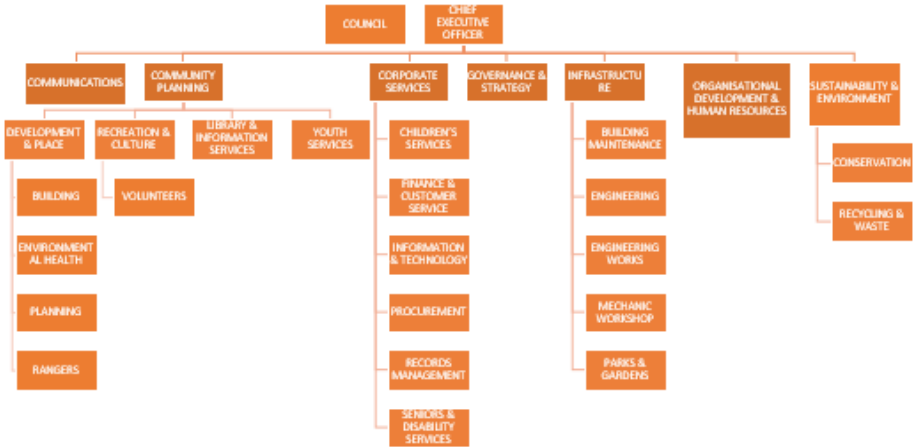 COUNCIL
CHIEF
EXECUTIVE
OFFICER
COMMUNICATIONS
COMMUNITY
PLANNING
CORPORATE
SERVICES
GOVERNANCE &
STRATEGY
INFRASTRUCTU
RE
ORGANISATIONAL
DEVELOPMENT &
HUMAN RESOURCES
SUSTAINABILITY &
ENVIRONMENT
DEVELOPMENT
& PLACE
RECREATION &
CULTURE
LIBRARY &
INFORMATION
SERVICES
YOUTH
SERVICES
BUILDING
ENVIRONMENT
AL HEALTH
PLANNING
RANGERS
VOLUNTEERS
CHILDREN'S
SERVICES
FINANCE &
CUSTOMER
SERVICE
INFORMATION
& TECHNOLOGY
PROCUREMENT
RECORDS
MANAGEMENT
SENIORS &
DISABILITY
SERVICES
BUILDING
MAINTENANCE
ENGINEERING
ENGINEERING
WORKS
MECHANIC
WORKSHOP
PARKS &
GARDENS
CONSERVATION
RECYCLING &
WASTE